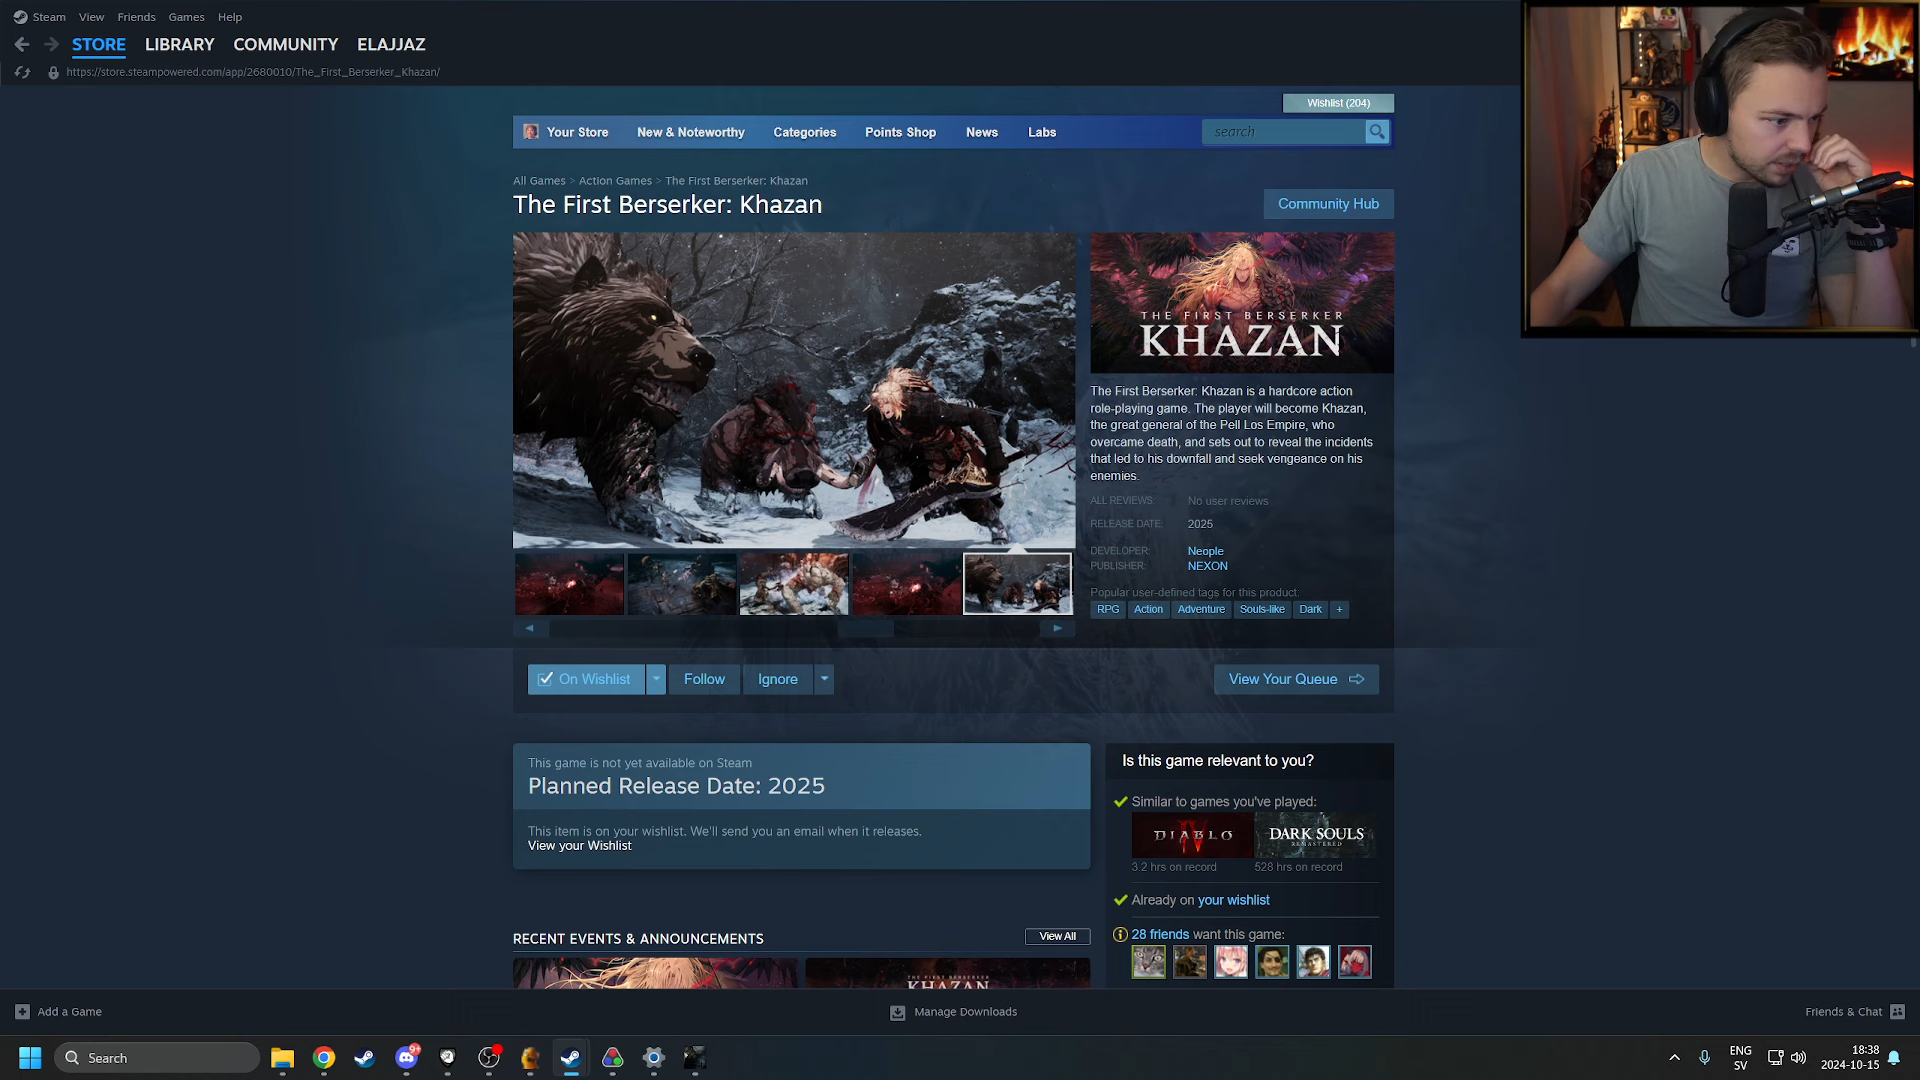 Steam View Friends Games Help
STORE LIBRARY COMMUNITY ELAJJAZ
https://store.steampowered.com/app/2680010/The_First_Berserker_Khazan/
Wishlist (204)
Your Store New & Noteworthy Categories Points Shop News Labs search
All Games > Action Games > The First Berserker: Khazan
The First Berserker: Khazan
Community Hub
THE FIRST BERSERKER
KHAZAN
The First Berserker: Khazan is a hardcore action
role-playing game. The player will become Khazan,
the great general of the Pell Los Empire, who
overcame death, and sets out to reveal the incidents
that led to his downfall and seek vengeance on his
enemies.
ALL REVIEWS: No user reviews
RELEASE DATE: 2025
DEVELOPER: Neople
PUBLISHER: NEXON
Popular user-defined tags for this product:
RPG Action Adventure Souls-like Dark +
On Wishlist Follow Ignore View Your Queue
This game is not yet available on Steam
Planned Release Date: 2025
This item is on your wishlist. We'll send you an email when it releases.
View your Wishlist
Is this game relevant to you?
Similar to games you've played:
DIABLO IV DARK SOULS
REMASTERED
3.2 hrs on record 528 hrs on record
Already on your wishlist
28 friends want this game:
RECENT EVENTS & ANNOUNCEMENTS View All
THE FIRST BERSERKER
KHAZAN
Add a Game Manage Downloads Friends & Chat
Search 9+ ENG 18:38
SV 2024-10-15